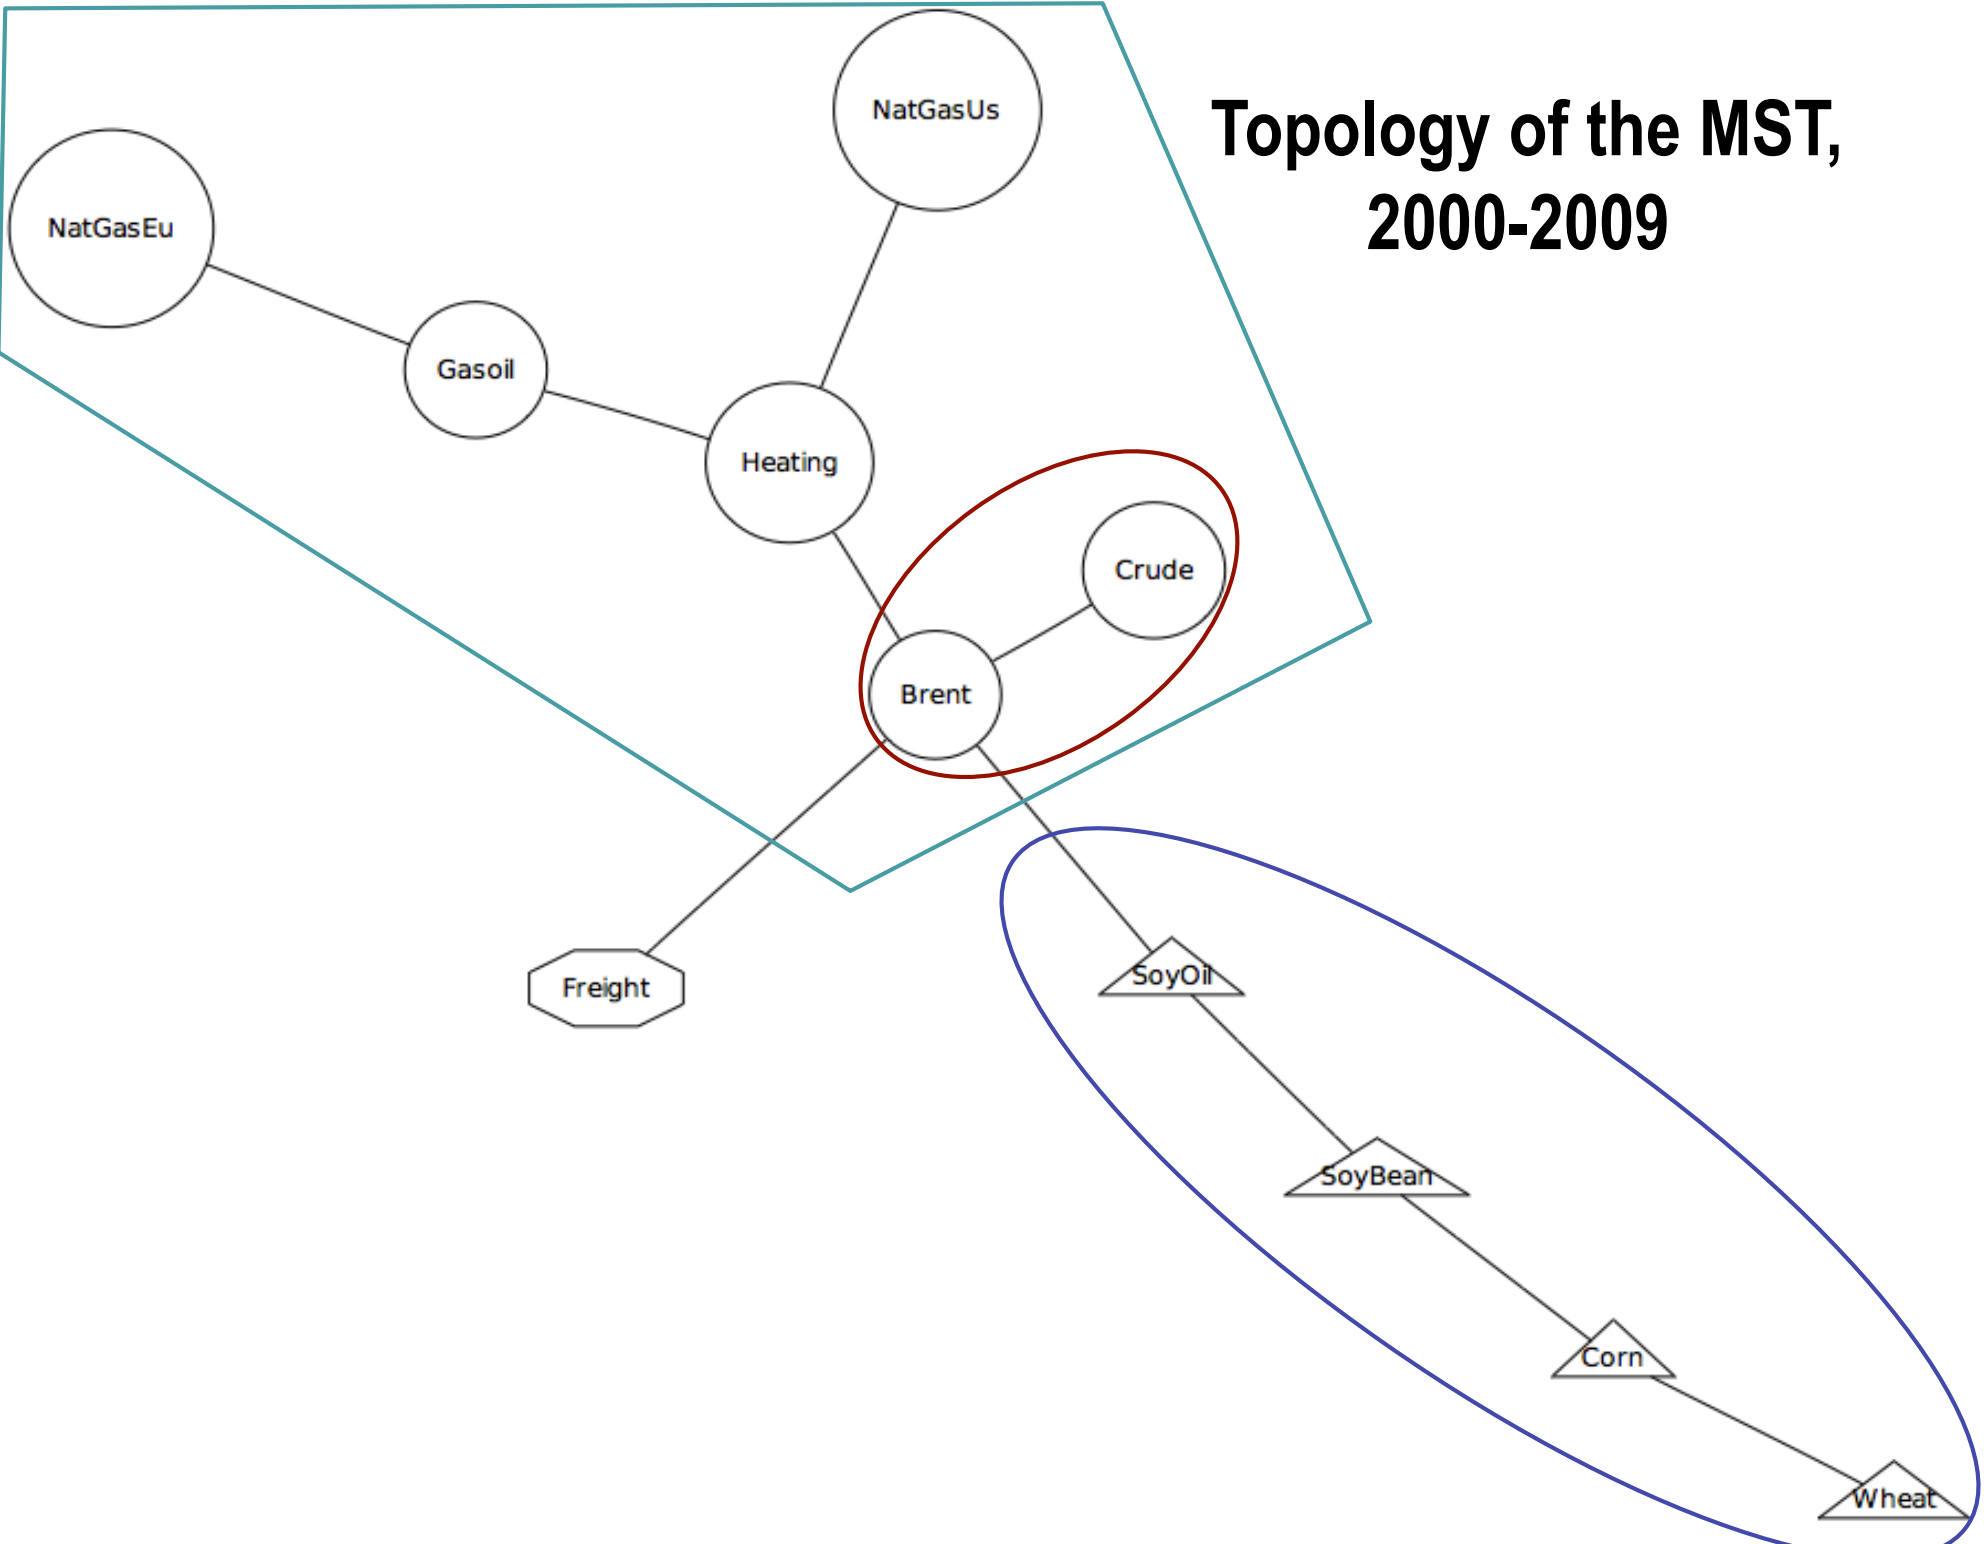 NatGasUs
Topology of the MST,
2000-2009
NatGasEu
Gasoil
Heating
Crude
Brent
Freight
SoyOil
SoyBean
Corn
Wheat